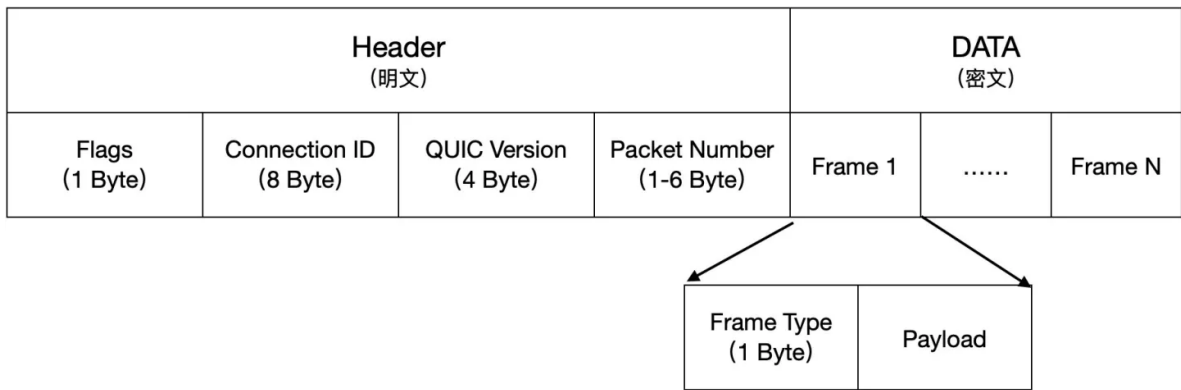 Header
（明文）
DATA
（密文）
Flags
（1 Byte）
Connection ID
（8 Byte）
QUIC Version
（4 Byte）
Packet Number
（1-6 Byte）
Frame 1
......
Frame N
Frame Type
（1 Byte）
Payload